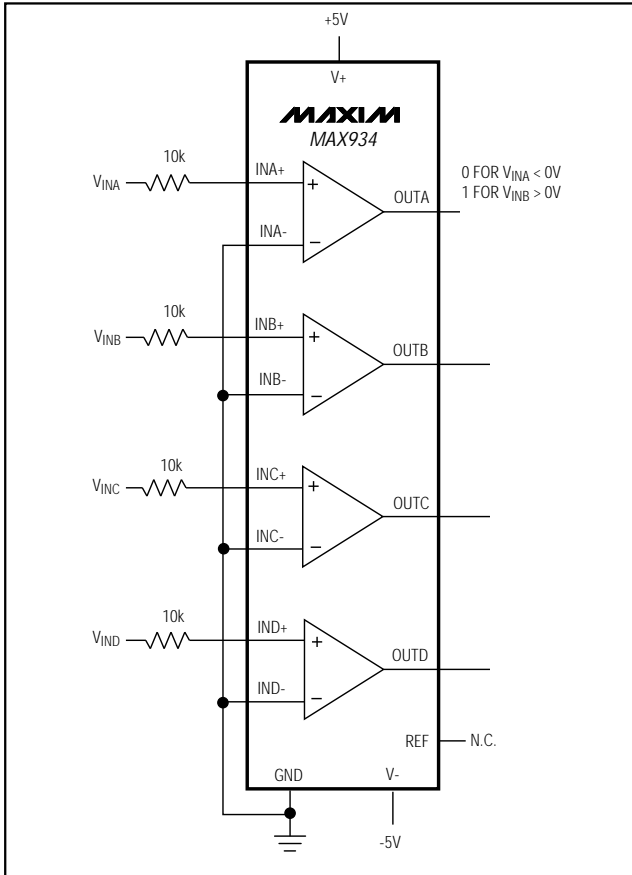 +5V
V+
MAXIM
MAX934
10k
VINA
INA+
+
OUTA
0 FOR VINA < 0V
1 FOR VINB > 0V
INA-
−
10k
VINB
INB+
+
OUTB
INB-
−
10k
VINC
INC+
+
OUTC
INC-
−
10k
VIND
IND+
+
OUTD
IND-
−
REF
N.C.
GND
V-
-5V